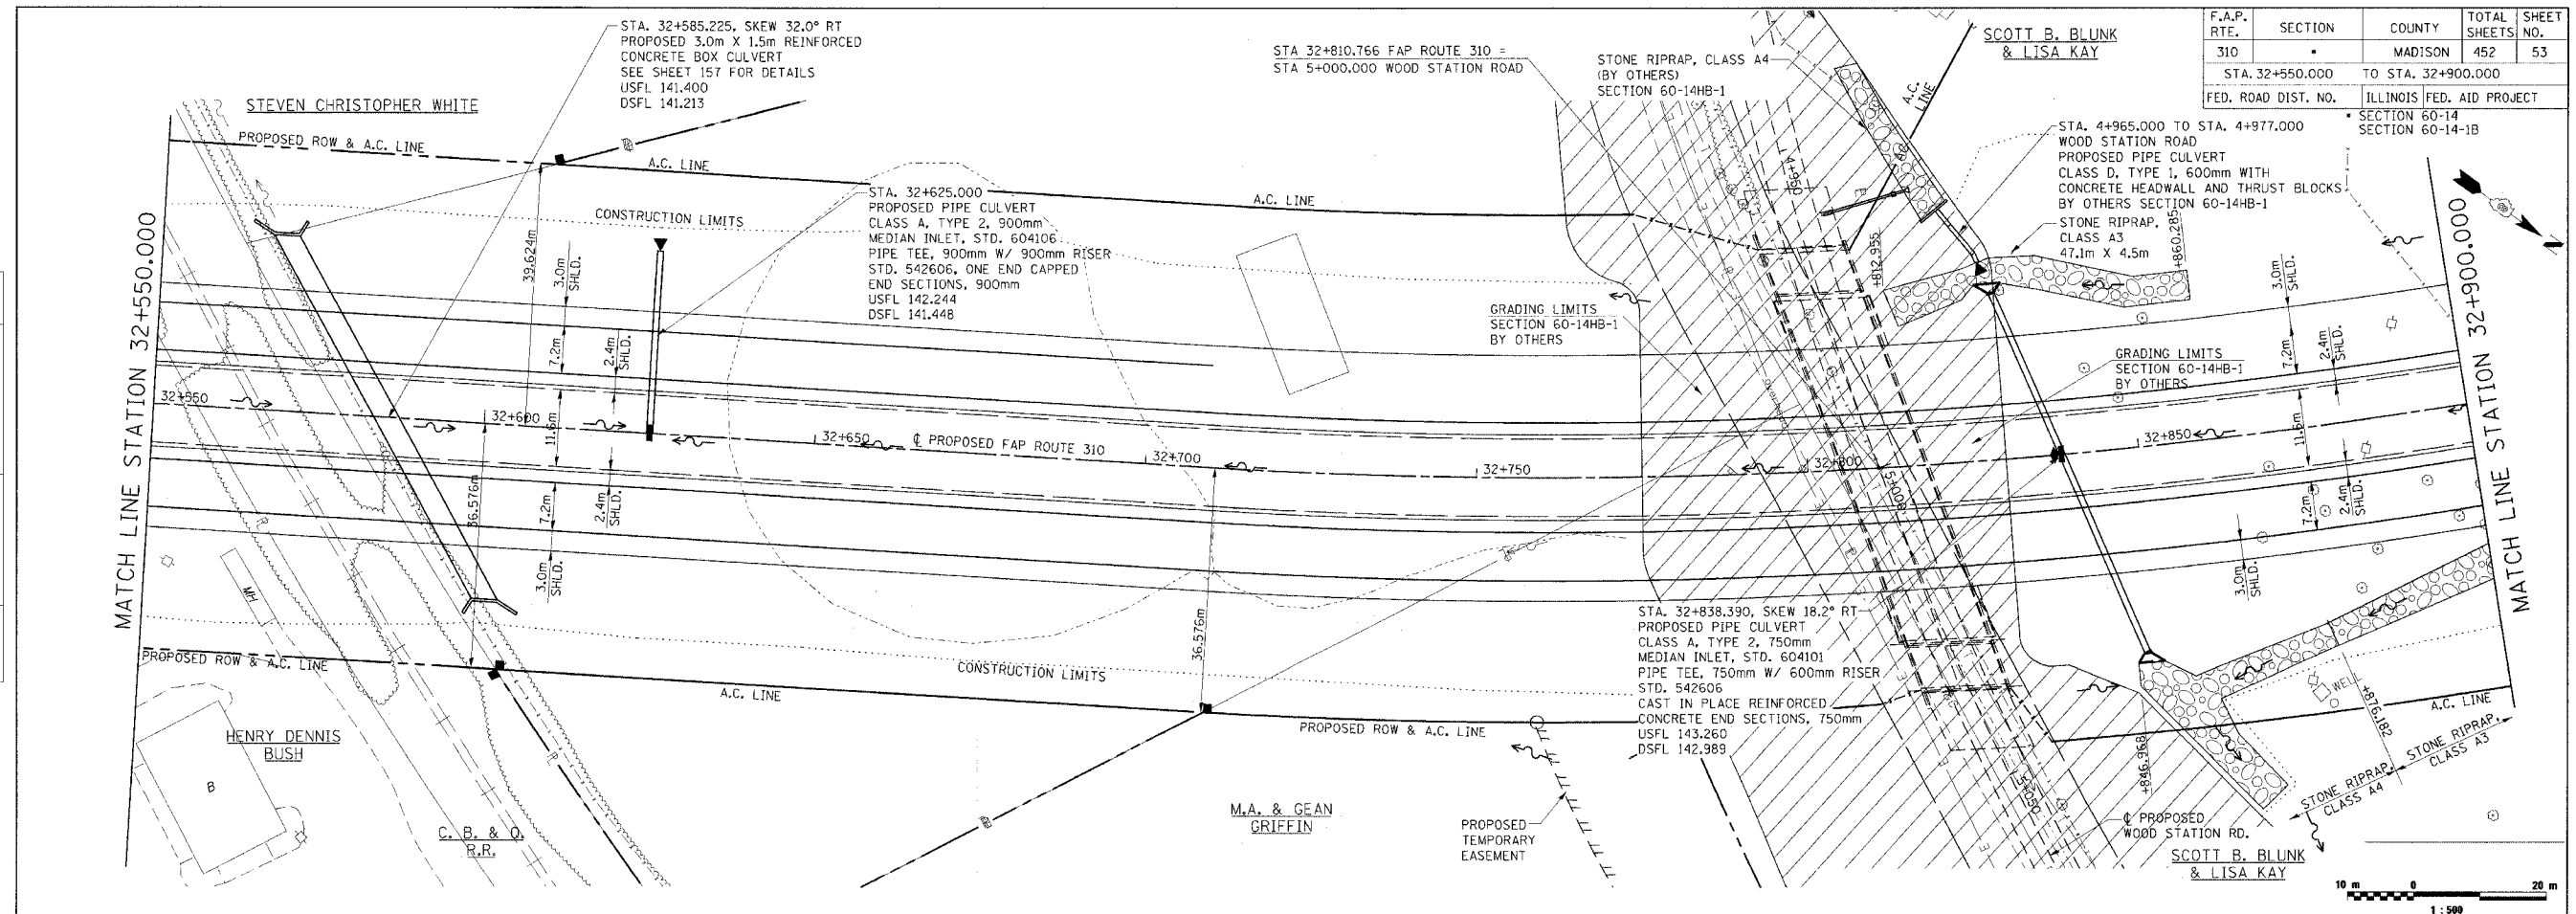 STA. 32+585.225, SKEW 32.0° RT
PROPOSED 3.0m X 1.5m REINFORCED
CONCRETE BOX CULVERT
SEE SHEET 157 FOR DETAILS
USFL 141.400
DSFL 141.213
STEVEN CHRISTOPHER WHITE
PROPOSED ROW & A.C. LINE
A.C. LINE
CONSTRUCTION LIMITS
STA. 32+625.000
PROPOSED PIPE CULVERT
CLASS A, TYPE 2, 900mm
MEDIAN INLET, STD. 604106
PIPE TEE, 900mm W/ 900mm RISER
STD. 542606, ONE END CAPPED
END SECTIONS, 900mm
USFL 142.244
DSFL 141.448
A.C. LINE
STA 32+810.766 FAP ROUTE 310 =
STA 5+000.000 WOOD STATION ROAD
STONE RIPRAP, CLASS A4
(BY OTHERS)
SECTION 60-14HB-1
A.C.
LINE
SCOTT B. BLUNK
& LISA KAY
F.A.P.
RTE.
SECTION
COUNTY
TOTAL
SHEETS
SHEET
NO.
310
*
MADISON
452
53
STA. 32+550.000 TO STA. 32+900.000
FED. ROAD DIST. NO.
ILLINOIS
FED. AID PROJECT
* SECTION 60-14
SECTION 60-14-1B
STA. 4+965.000 TO STA. 4+977.000
WOOD STATION ROAD
PROPOSED PIPE CULVERT
CLASS D, TYPE 1, 600mm WITH
CONCRETE HEADWALL AND THRUST BLOCKS
BY OTHERS SECTION 60-14HB-1
STONE RIPRAP,
CLASS A3
47.1m X 4.5m
+860.285
+812.955
4+950
GRADING LIMITS
SECTION 60-14HB-1
BY OTHERS
GRADING LIMITS
SECTION 60-14HB-1
BY OTHERS
MATCH LINE STATION 32+550.000
MATCH LINE STATION 32+900.000
39.624m
3.0m
SHLD.
7.2m
2.4m
SHLD.
11.6m
36.576m
7.2m
2.4m
SHLD.
3.0m
SHLD.
32+550
32+600
32+650
℄ PROPOSED FAP ROUTE 310
32+700
32+750
32+800
32+850
5+000
3.0m
SHLD.
7.2m
2.4m
SHLD.
11.6m
7.2m
2.4m
SHLD.
3.0m
SHLD.
36.576m
STA. 32+838.390, SKEW 18.2° RT
PROPOSED PIPE CULVERT
CLASS A, TYPE 2, 750mm
MEDIAN INLET, STD. 604101
PIPE TEE, 750mm W/ 600mm RISER
STD. 542606
CAST IN PLACE REINFORCED
CONCRETE END SECTIONS, 750mm
USFL 143.260
DSFL 142.989
MH
PROPOSED ROW & A.C. LINE
A.C. LINE
CONSTRUCTION LIMITS
PROPOSED ROW & A.C. LINE
HENRY DENNIS
BUSH
B
C. B. & Q.
R.R.
M.A. & GEAN
GRIFFIN
PROPOSED
TEMPORARY
EASEMENT
5+050
+846.968
WELL
+876.182
A.C. LINE
STONE RIPRAP,
CLASS A4
STONE RIPRAP,
CLASS A3
℄ PROPOSED
WOOD STATION RD.
SCOTT B. BLUNK
& LISA KAY
10 m 0 20 m
1 : 500